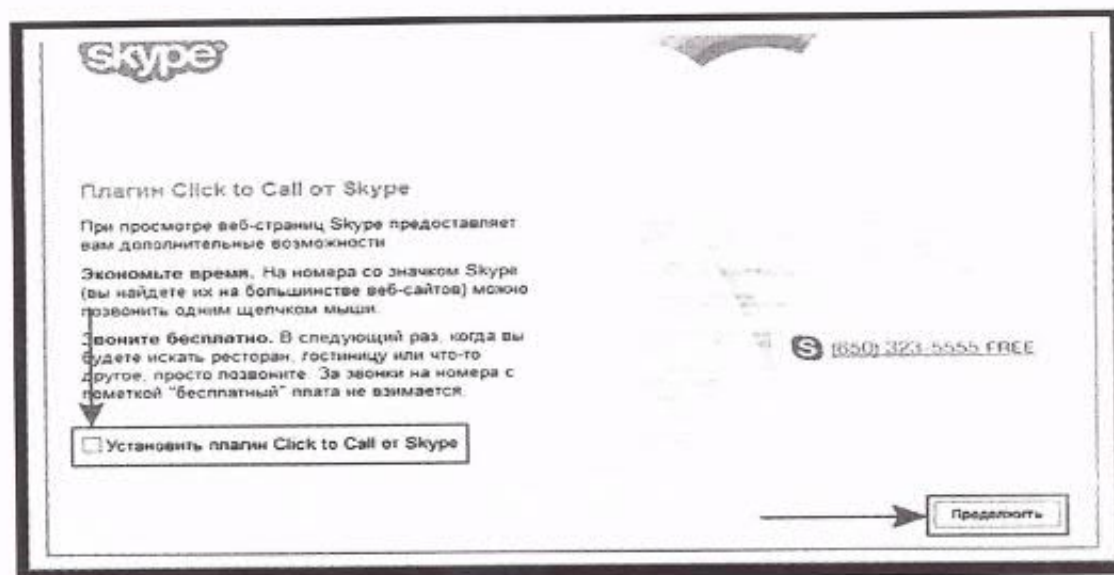 skype
Плагин Click to Call от Skype
При просмотре веб-страниц Skype предоставляет
вам дополнительные возможности
Экономьте время. На номера со значком Skype
(вы найдете их на большинстве веб-сайтов) можно
позвонить одним щелчком мыши.
Звоните бесплатно. В следующий раз, когда вы
будете искать ресторан, гостиницу или что-то
другое, просто позвоните. За звонки на номера с
пометкой "бесплатный" плата не взимается.
(650) 323-5555 FREE
Установить плагин Click to Call от Skype
Продолжить